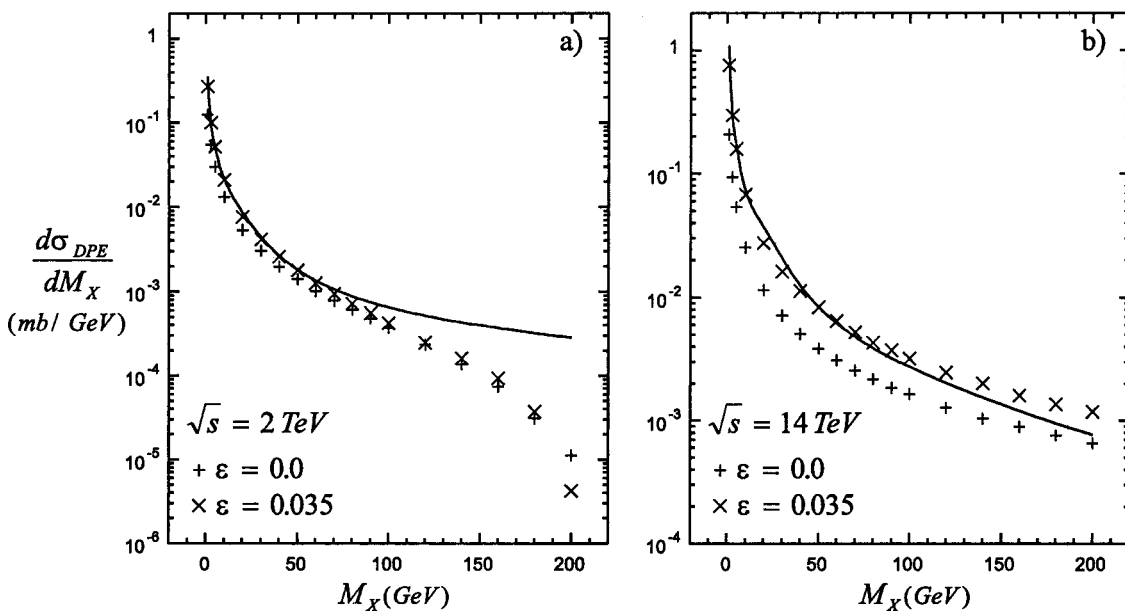 a)
1
10⁻¹
10⁻²
10⁻³
10⁻⁴
10⁻⁵
10⁻⁶
dσ_DPE
dM_X
(mb/ GeV)
√s = 2 TeV
+ ε = 0.0
× ε = 0.035
0 50 100 150 200
M_X (GeV)
b)
1
10⁻¹
10⁻²
10⁻³
10⁻⁴
√s = 14 TeV
+ ε = 0.0
× ε = 0.035
0 50 100 150 200
M_X (GeV)